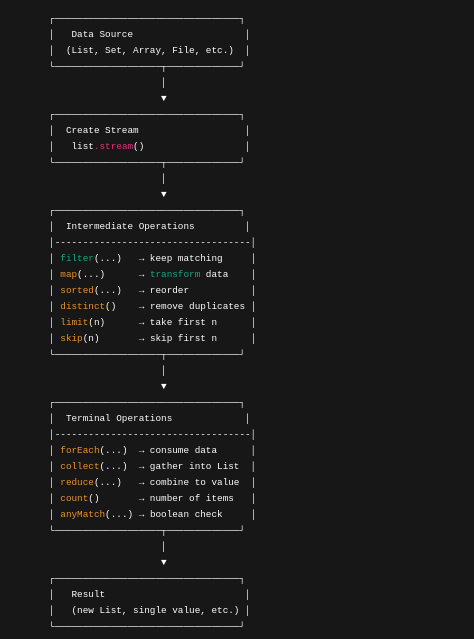 Data Source
(List, Set, Array, File, etc.)
▼
Create Stream
list.stream()
▼
Intermediate Operations
-----------------------------------
filter(...) → keep matching
map(...) → transform data
sorted(...) → reorder
distinct() → remove duplicates
limit(n) → take first n
skip(n) → skip first n
▼
Terminal Operations
-----------------------------------
forEach(...) → consume data
collect(...) → gather into List
reduce(...) → combine to value
count() → number of items
anyMatch(...) → boolean check
▼
Result
(new List, single value, etc.)